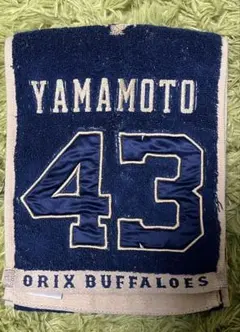 YAMAMOTO
43
ORIX BUFFALOES